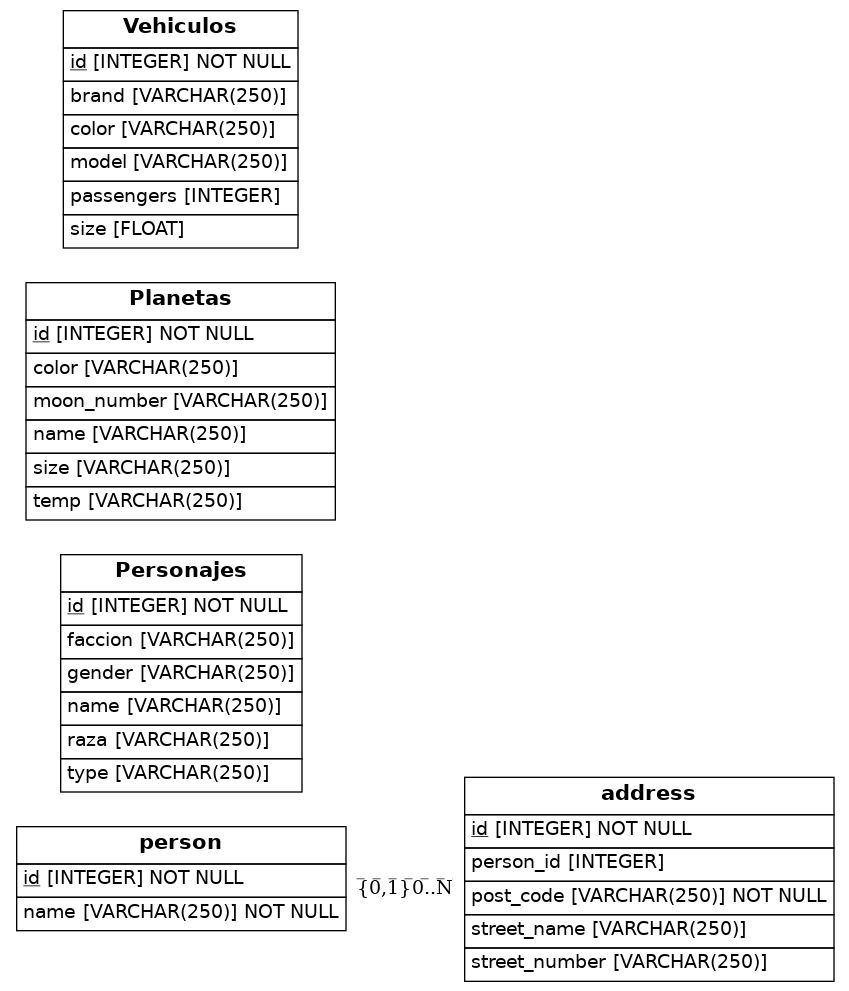 Vehiculos
id [INTEGER] NOT NULL
brand [VARCHAR(250)]
color [VARCHAR(250)]
model [VARCHAR(250)]
passengers [INTEGER]
size [FLOAT]
Planetas
id [INTEGER] NOT NULL
color [VARCHAR(250)]
moon_number [VARCHAR(250)]
name [VARCHAR(250)]
size [VARCHAR(250)]
temp [VARCHAR(250)]
Personajes
id [INTEGER] NOT NULL
faccion [VARCHAR(250)]
gender [VARCHAR(250)]
name [VARCHAR(250)]
raza [VARCHAR(250)]
type [VARCHAR(250)]
person
id [INTEGER] NOT NULL
name [VARCHAR(250)] NOT NULL
{0,1}0..N
address
id [INTEGER] NOT NULL
person_id [INTEGER]
post_code [VARCHAR(250)] NOT NULL
street_name [VARCHAR(250)]
street_number [VARCHAR(250)]